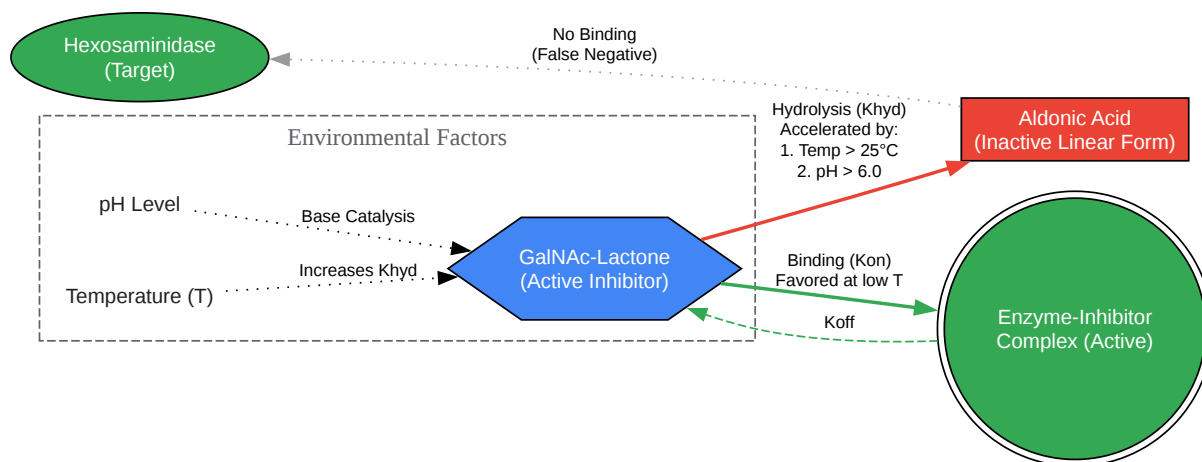 Hexosaminidase
(Target)
No Binding
(False Negative)
Hydrolysis (Khyd)
Accelerated by:
1. Temp > 25°C
2. pH > 6.0
Aldonic Acid
(Inactive Linear Form)
Environmental Factors
pH Level
Base Catalysis
Temperature (T)
Increases Khyd
GalNAc-Lactone
(Active Inhibitor)
Binding (Kon)
Favored at low T
Koff
Enzyme-Inhibitor
Complex (Active)